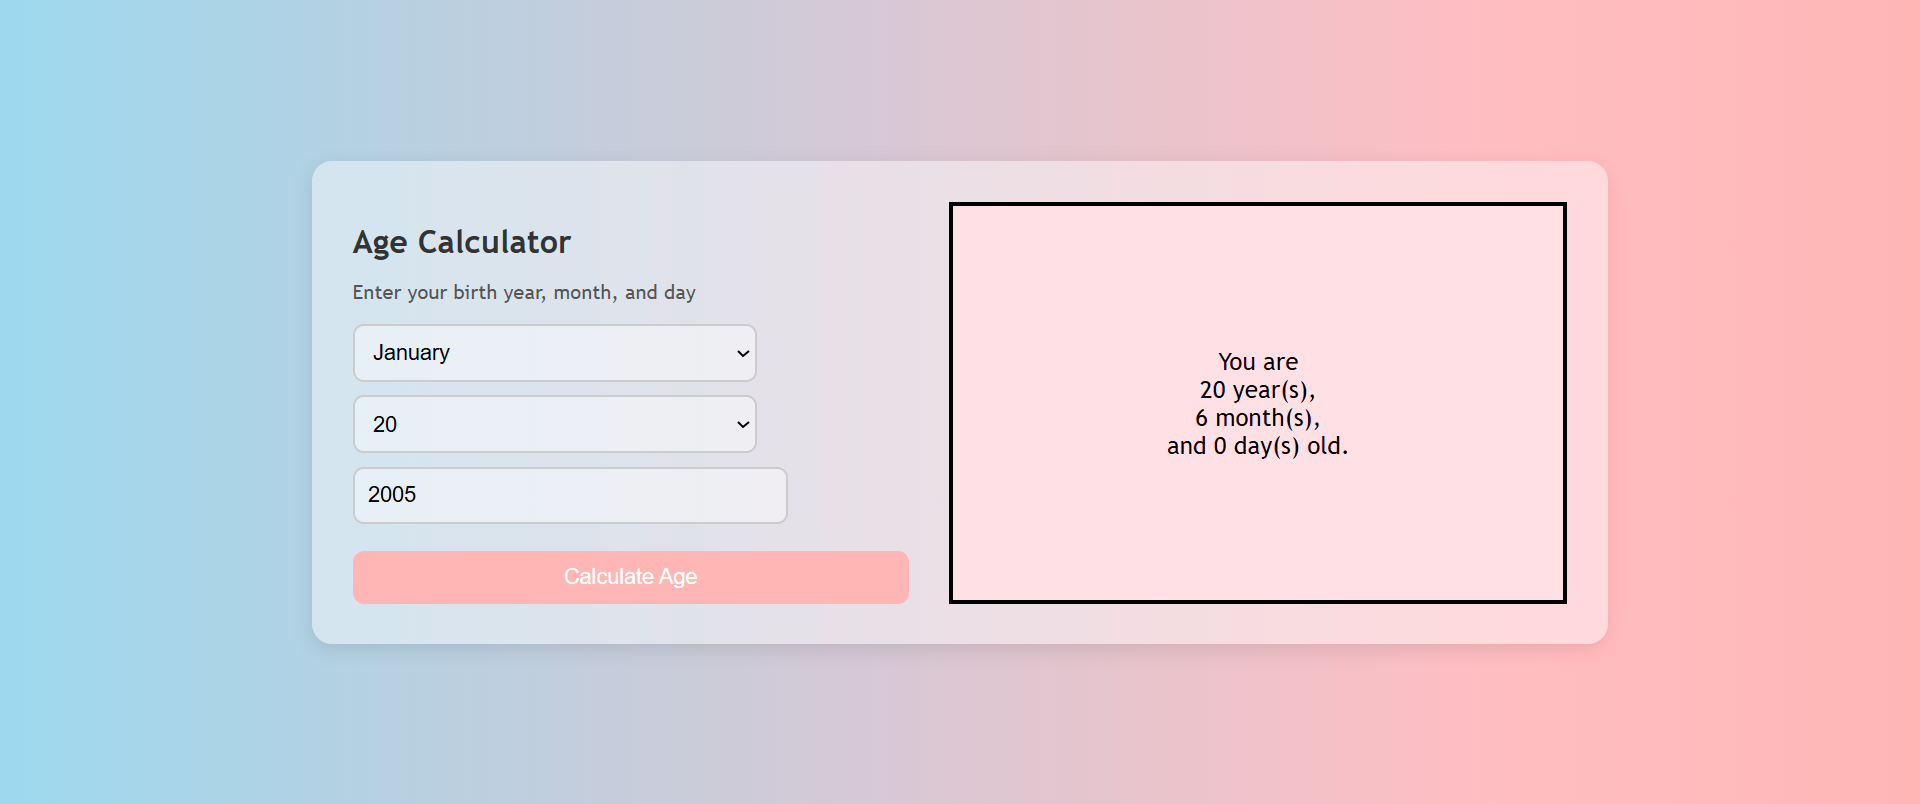 Age Calculator
Enter your birth year, month, and day
January
20
2005
Calculate Age
You are
20 year(s),
6 month(s),
and 0 day(s) old.